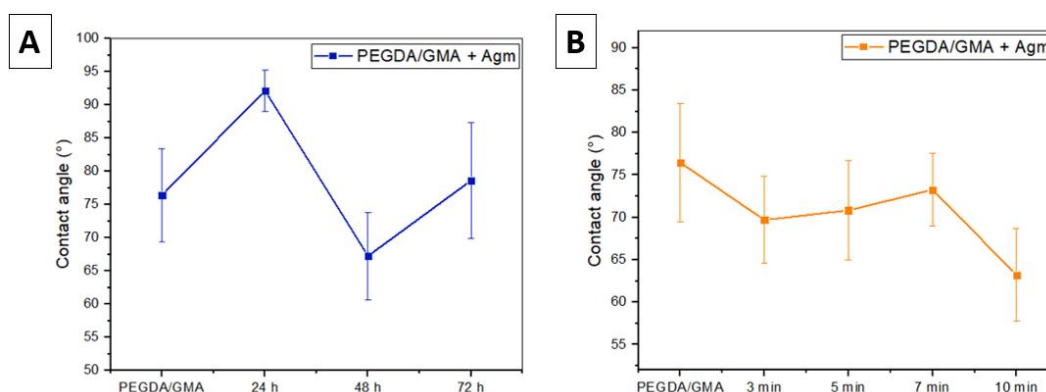 A
PEGDA/GMA + Agm
Contact angle (°)
100
95
90
85
80
75
70
65
60
55
50
PEGDA/GMA 24 h 48 h 72 h
B
PEGDA/GMA + Agm
Contact angle (°)
90
85
80
75
70
65
60
55
PEGDA/GMA 3 min 5 min 7 min 10 min